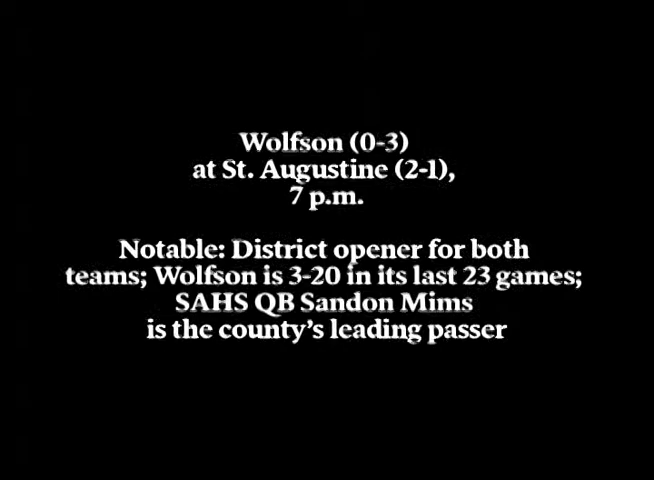 Wolfson (0-3)
at St. Augustine (2-1),
7 p.m.
Notable: District opener for both
teams; Wolfson is 3-20 in its last 23 games;
SAHS QB Sandon Mims
is the county’s leading passer